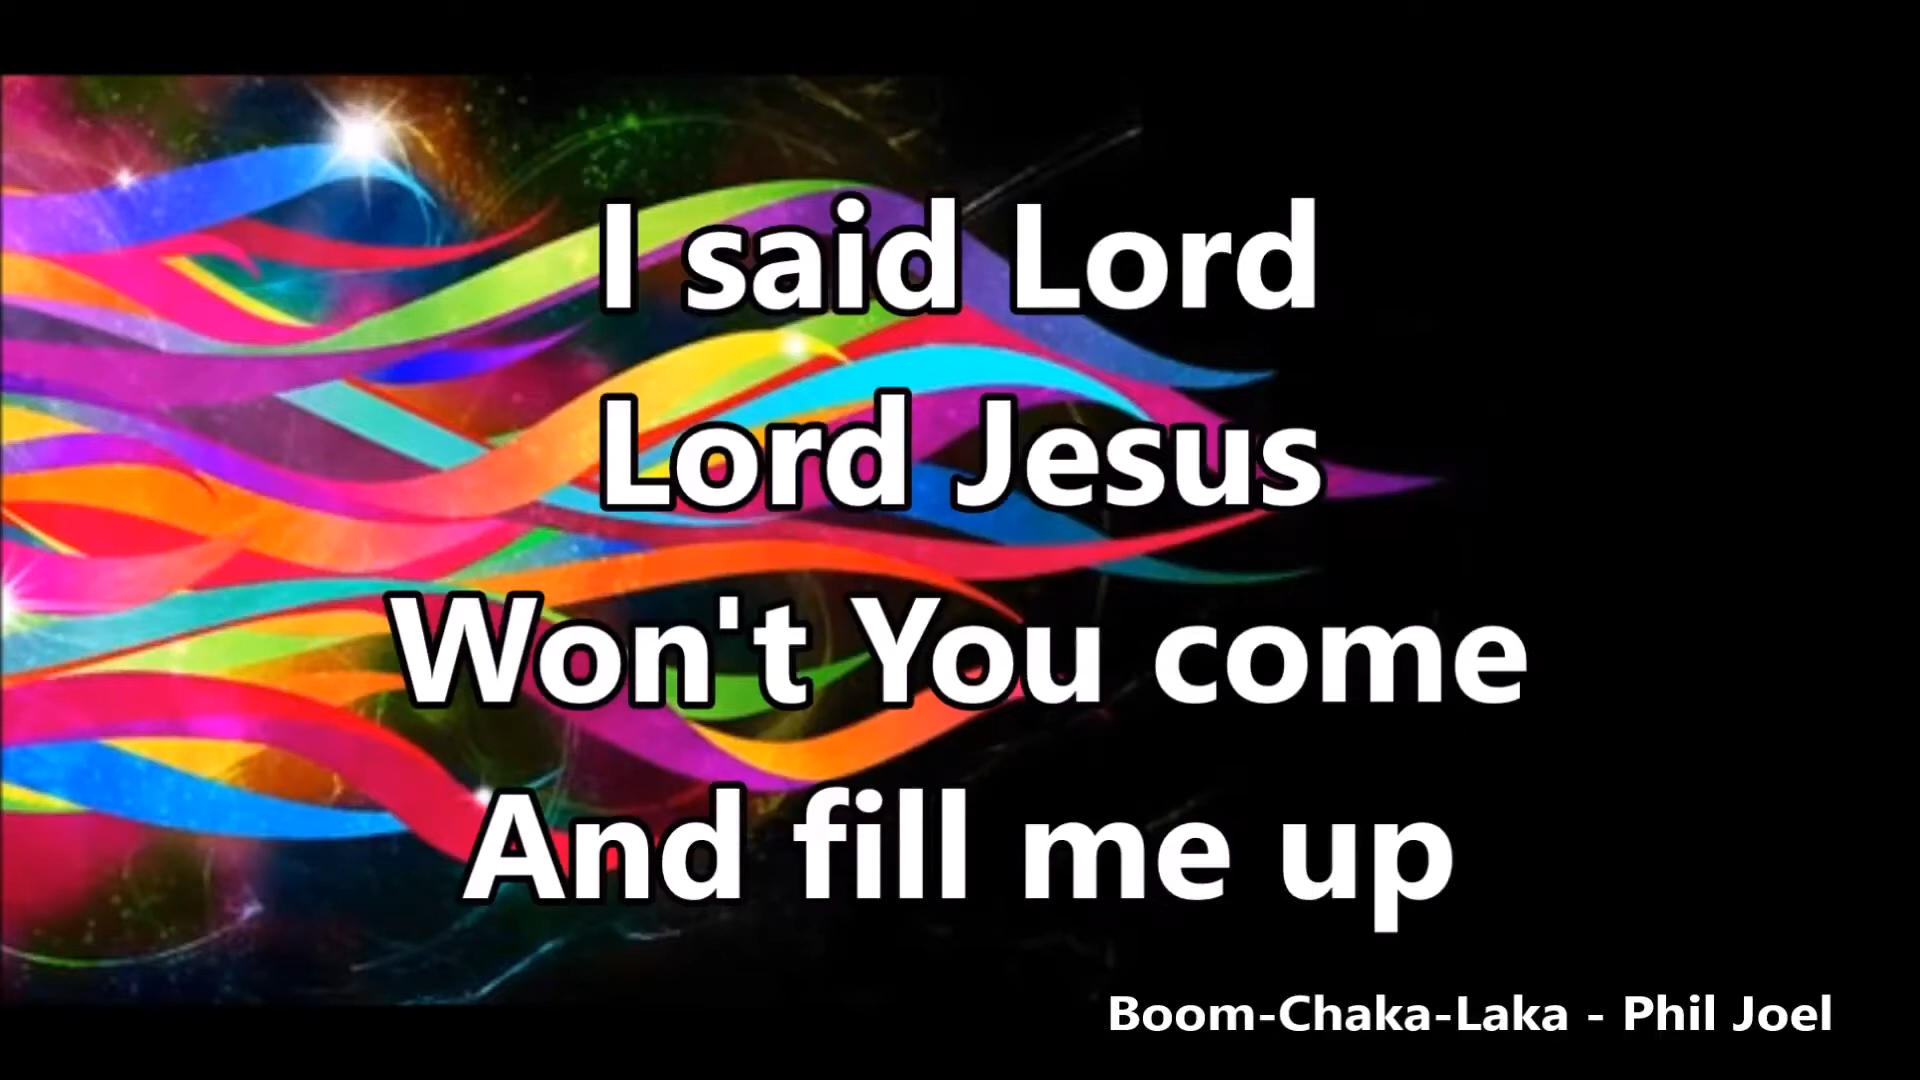 I said Lord
Lord Jesus
Won't You come
And fill me up
Boom-Chaka-Laka - Phil Joel